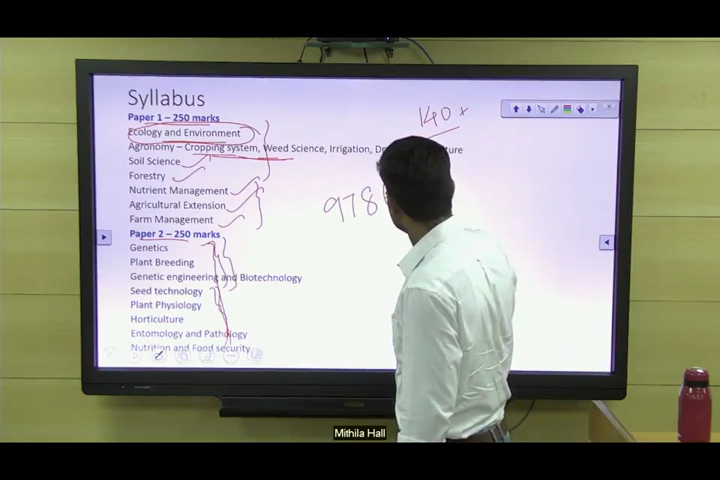 Syllabus
Paper 1 – 250 marks
Ecology and Environment
Agronomy – Cropping system, Weed Science, Irrigation,
Soil Science
Forestry
Nutrient Management
Agricultural Extension
Farm Management
Paper 2 – 250 marks
Genetics
Plant Breeding
Genetic engineering and Biotechnology
Seed technology
Plant Physiology
Horticulture
Entomology and Pathology
Nutrition and Food security
140+
978
Mithila Hall